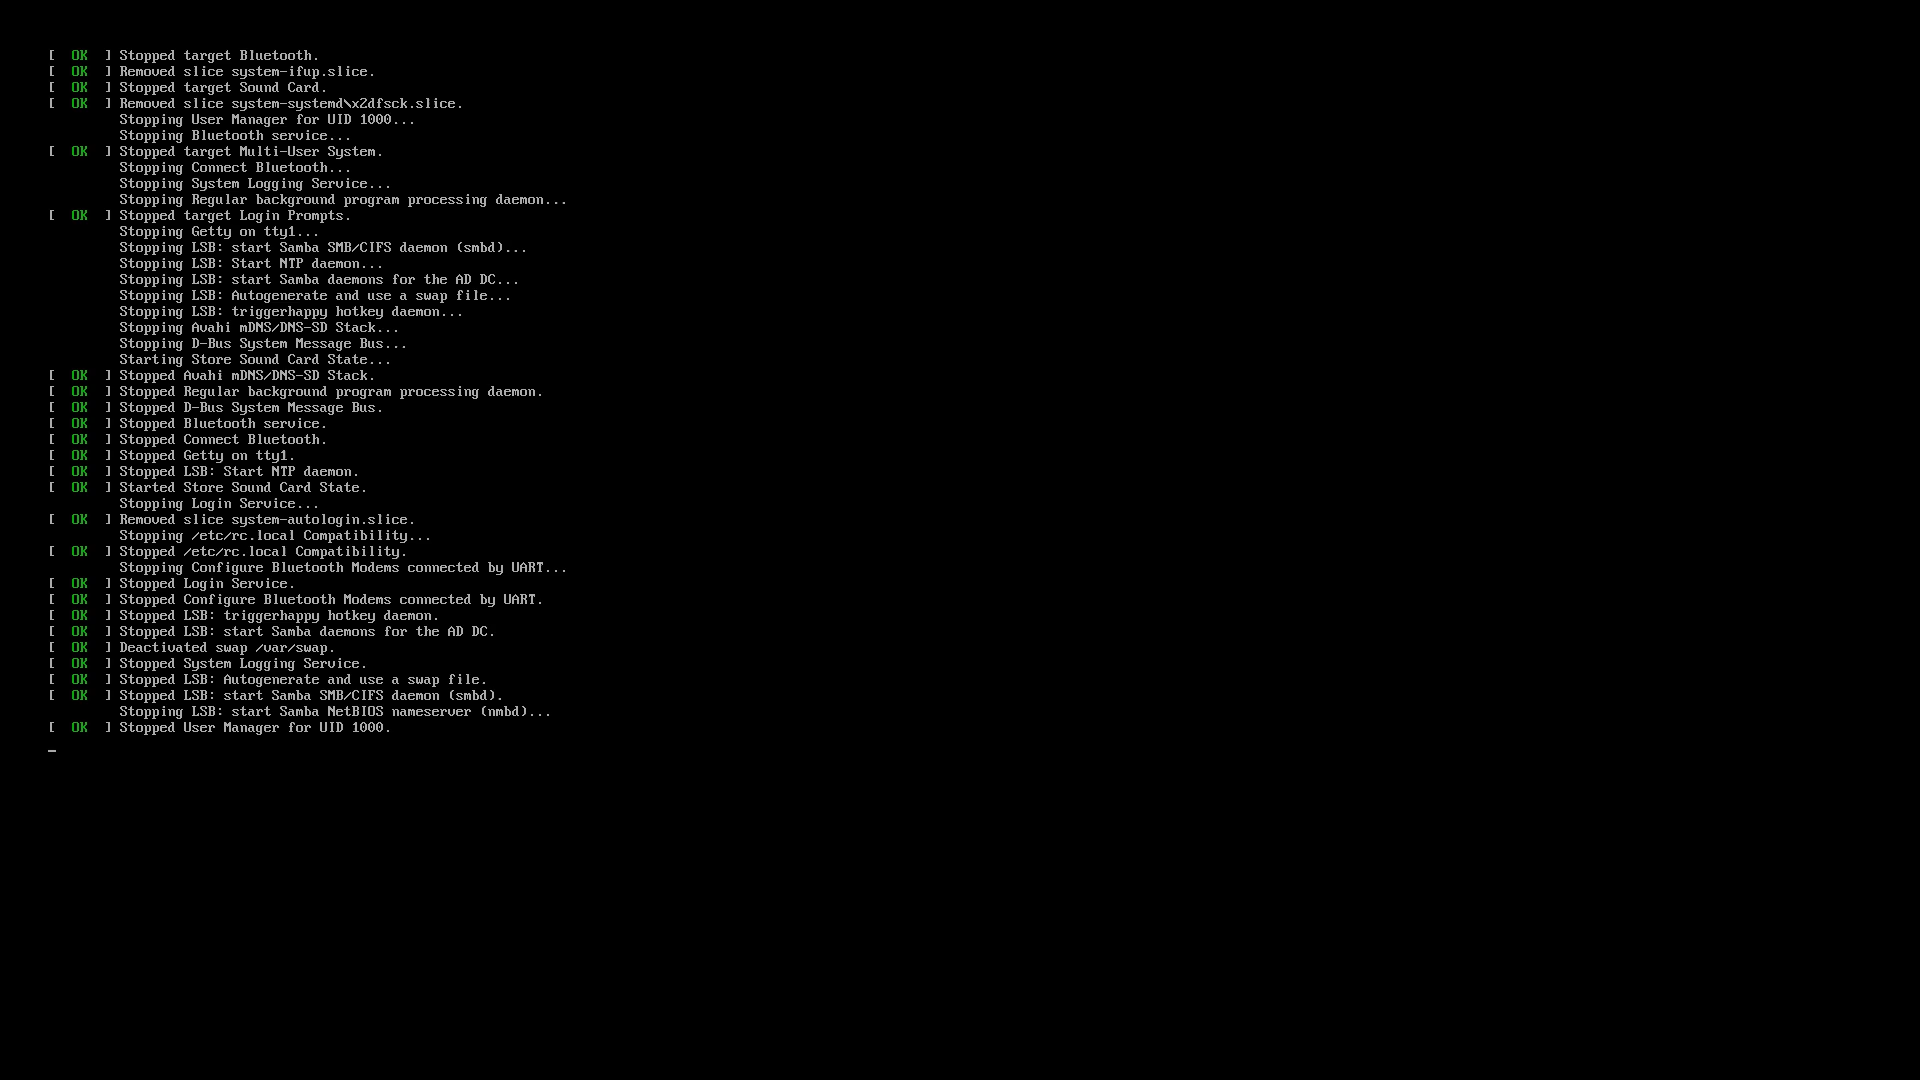 [  OK  ] Stopped target Bluetooth.
[  OK  ] Removed slice system-ifup.slice.
[  OK  ] Stopped target Sound Card.
[  OK  ] Removed slice system-systemd\x2dfsck.slice.
         Stopping User Manager for UID 1000...
         Stopping Bluetooth service...
[  OK  ] Stopped target Multi-User System.
         Stopping Connect Bluetooth...
         Stopping System Logging Service...
         Stopping Regular background program processing daemon...
[  OK  ] Stopped target Login Prompts.
         Stopping Getty on tty1...
         Stopping LSB: start Samba SMB/CIFS daemon (smbd)...
         Stopping LSB: Start NTP daemon...
         Stopping LSB: start Samba daemons for the AD DC...
         Stopping LSB: Autogenerate and use a swap file...
         Stopping LSB: triggerhappy hotkey daemon...
         Stopping Avahi mDNS/DNS-SD Stack...
         Stopping D-Bus System Message Bus...
         Starting Store Sound Card State...
[  OK  ] Stopped Avahi mDNS/DNS-SD Stack.
[  OK  ] Stopped Regular background program processing daemon.
[  OK  ] Stopped D-Bus System Message Bus.
[  OK  ] Stopped Bluetooth service.
[  OK  ] Stopped Connect Bluetooth.
[  OK  ] Stopped Getty on tty1.
[  OK  ] Stopped LSB: Start NTP daemon.
[  OK  ] Started Store Sound Card State.
         Stopping Login Service...
[  OK  ] Removed slice system-autologin.slice.
         Stopping /etc/rc.local Compatibility...
[  OK  ] Stopped /etc/rc.local Compatibility.
         Stopping Configure Bluetooth Modems connected by UART...
[  OK  ] Stopped Login Service.
[  OK  ] Stopped Configure Bluetooth Modems connected by UART.
[  OK  ] Stopped LSB: triggerhappy hotkey daemon.
[  OK  ] Stopped LSB: start Samba daemons for the AD DC.
[  OK  ] Deactivated swap /var/swap.
[  OK  ] Stopped System Logging Service.
[  OK  ] Stopped LSB: Autogenerate and use a swap file.
[  OK  ] Stopped LSB: start Samba SMB/CIFS daemon (smbd).
         Stopping LSB: start Samba NetBIOS nameserver (nmbd)...
[  OK  ] Stopped User Manager for UID 1000.
_